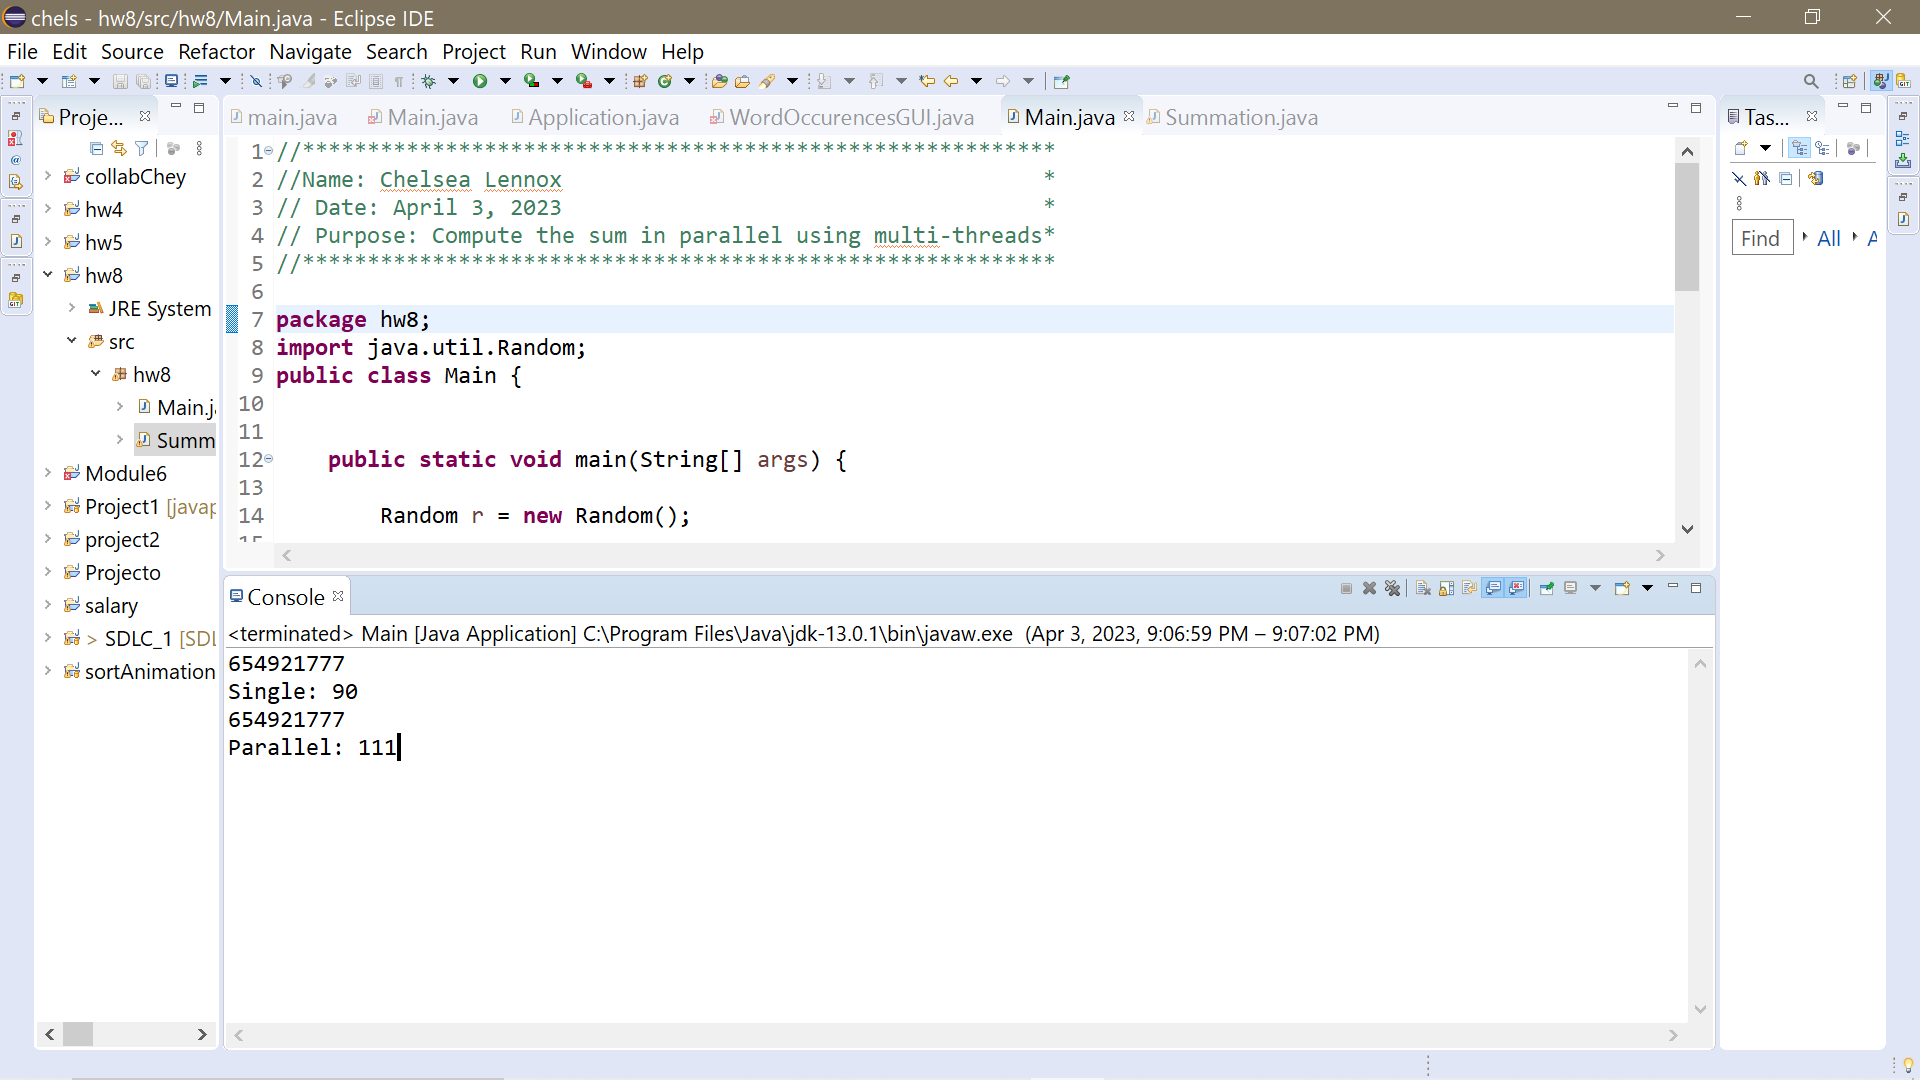 chels - hw8/src/hw8/Main.java - Eclipse IDE
File Edit Source Refactor Navigate Search Project Run Window Help
Proje...
collabChey
hw4
hw5
hw8
JRE System
src
hw8
Main.j
Summ
Module6
Project1 [javap
project2
Projecto
salary
> SDLC_1 [SDL
sortAnimation
main.java Main.java Application.java WordOccurencesGUI.java Main.java Summation.java
1 //**********************************************************
2 //Name: Chelsea Lennox                                     *
3 // Date: April 3, 2023                                     *
4 // Purpose: Compute the sum in parallel using multi-threads*
5 //**********************************************************
6
7 package hw8;
8 import java.util.Random;
9 public class Main {
10
11
12     public static void main(String[] args) {
13
14         Random r = new Random();
15
Console
<terminated> Main [Java Application] C:\Program Files\Java\jdk-13.0.1\bin\javaw.exe (Apr 3, 2023, 9:06:59 PM – 9:07:02 PM)
654921777
Single: 90
654921777
Parallel: 111
Tas...
Find All A